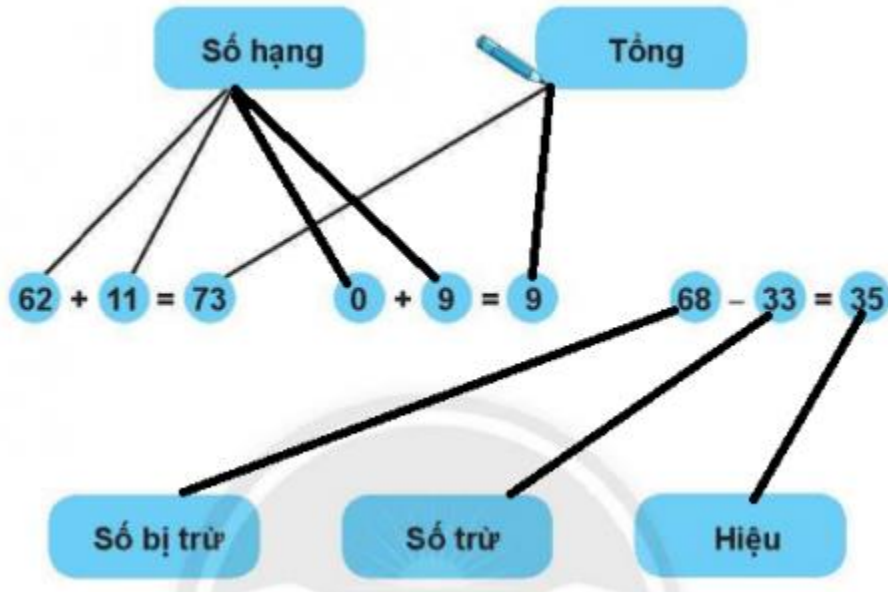 Số hạng Tổng
62 + 11 = 73 0 + 9 = 9 68 – 33 = 35
Số bị trừ Số trừ Hiệu